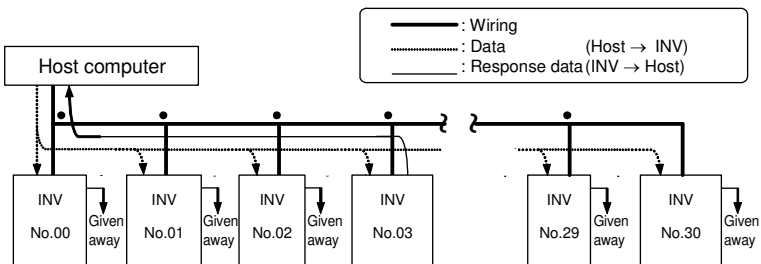 : Wiring
: Data (Host → INV)
: Response data (INV → Host)
Host computer
INV
No.00
Given
away
INV
No.01
Given
away
INV
No.02
Given
away
INV
No.03
INV
No.29
Given
away
INV
No.30
Given
away